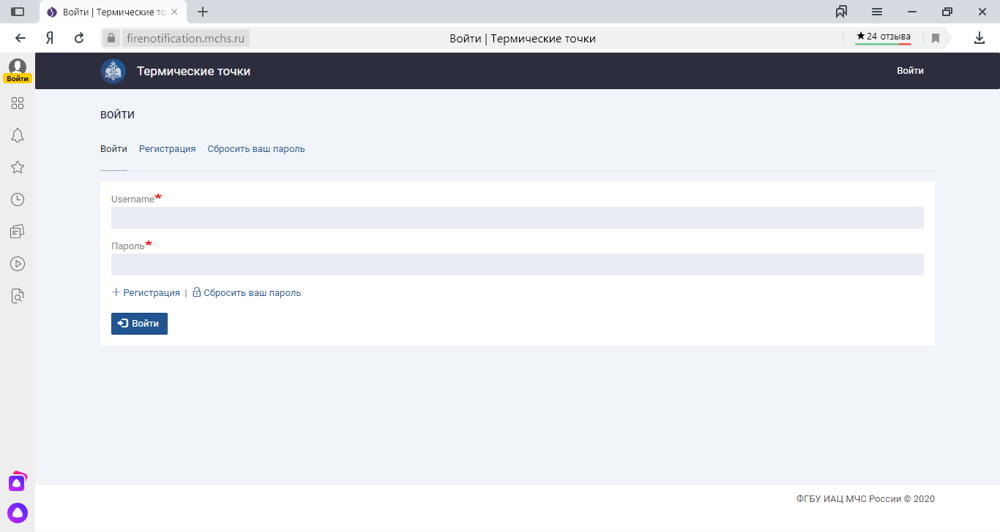 Войти | Термические то
firenotification.mchs.ru
Войти | Термические точки
★24 отзыва
Войти
Термические точки
Войти
ВОЙТИ
Войти Регистрация Сбросить ваш пароль
Username*
Пароль*
Регистрация | Сбросить ваш пароль
Войти
ФГБУ ИАЦ МЧС России © 2020